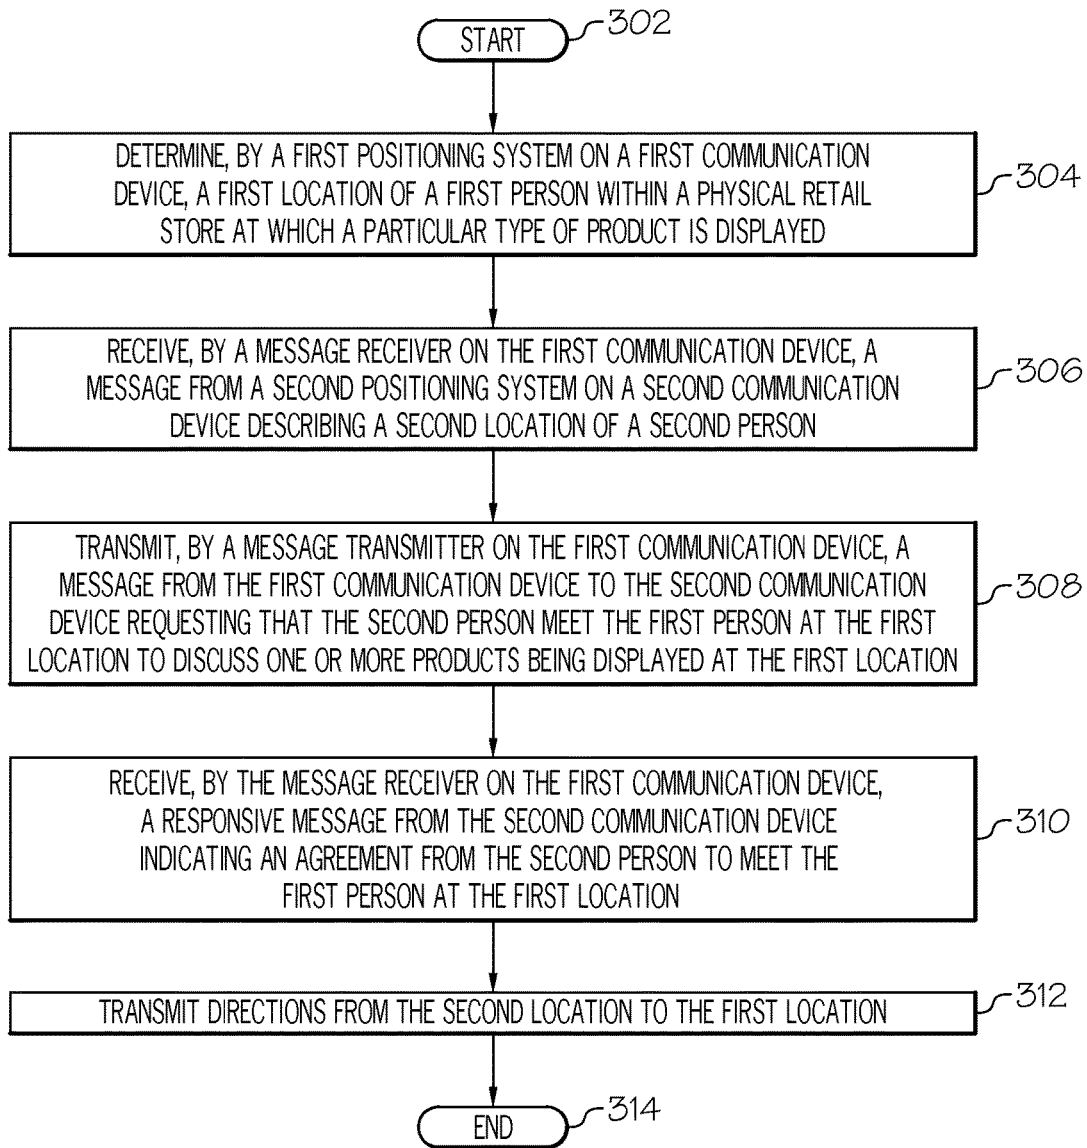 START
302
DETERMINE, BY A FIRST POSITIONING SYSTEM ON A FIRST COMMUNICATION
DEVICE, A FIRST LOCATION OF A FIRST PERSON WITHIN A PHYSICAL RETAIL
STORE AT WHICH A PARTICULAR TYPE OF PRODUCT IS DISPLAYED
304
RECEIVE, BY A MESSAGE RECEIVER ON THE FIRST COMMUNICATION DEVICE, A
MESSAGE FROM A SECOND POSITIONING SYSTEM ON A SECOND COMMUNICATION
DEVICE DESCRIBING A SECOND LOCATION OF A SECOND PERSON
306
TRANSMIT, BY A MESSAGE TRANSMITTER ON THE FIRST COMMUNICATION DEVICE, A
MESSAGE FROM THE FIRST COMMUNICATION DEVICE TO THE SECOND COMMUNICATION
DEVICE REQUESTING THAT THE SECOND PERSON MEET THE FIRST PERSON AT THE FIRST
LOCATION TO DISCUSS ONE OR MORE PRODUCTS BEING DISPLAYED AT THE FIRST LOCATION
308
RECEIVE, BY THE MESSAGE RECEIVER ON THE FIRST COMMUNICATION DEVICE,
A RESPONSIVE MESSAGE FROM THE SECOND COMMUNICATION DEVICE
INDICATING AN AGREEMENT FROM THE SECOND PERSON TO MEET THE
FIRST PERSON AT THE FIRST LOCATION
310
TRANSMIT DIRECTIONS FROM THE SECOND LOCATION TO THE FIRST LOCATION
312
END
314